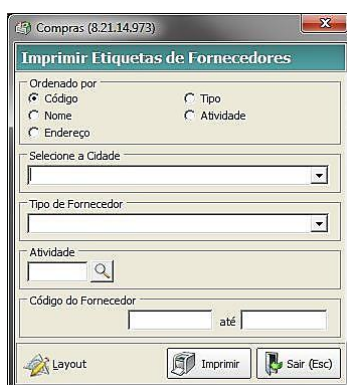 Compras (8.21.14.973)
Imprimir Etiquetas de Fornecedores
Ordenado por
Código Tipo
Nome Atividade
Endereço
Selecione a Cidade
Tipo de Fornecedor
Atividade
Código do Fornecedor
até
Layout Imprimir Sair (Esc)